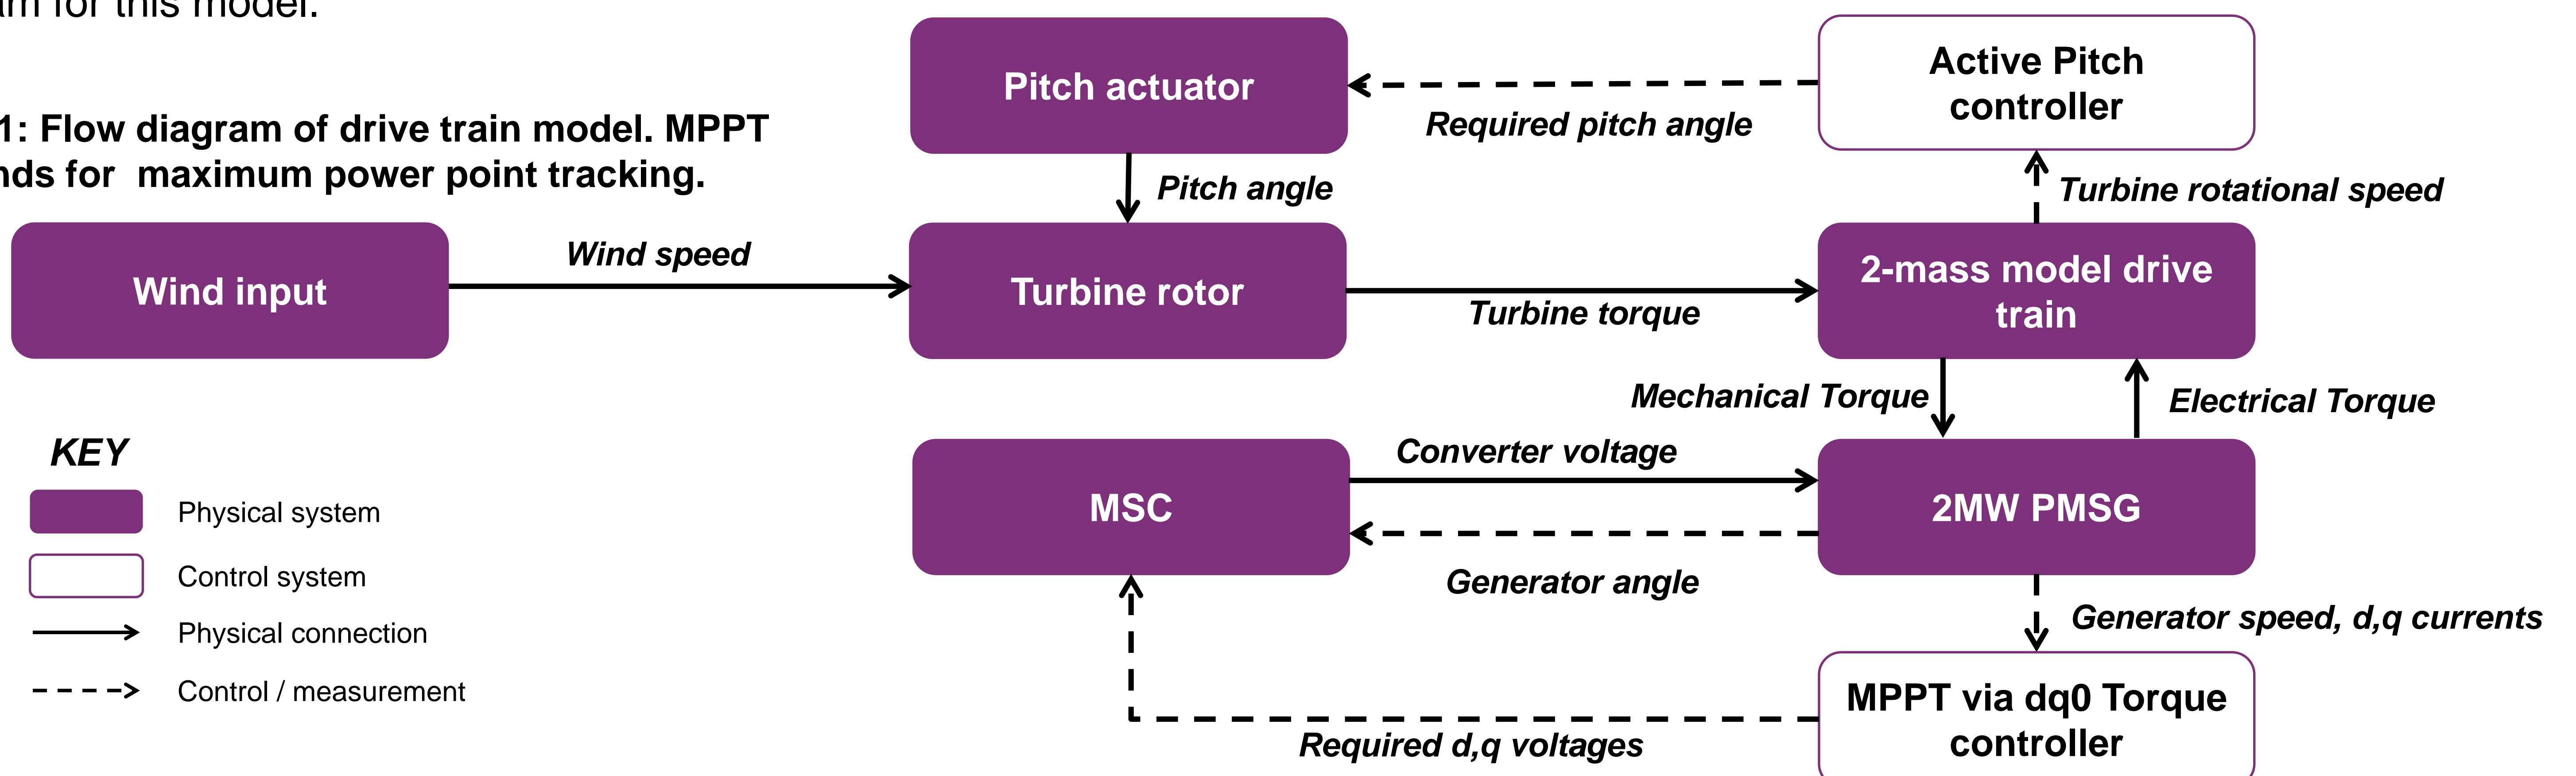 for this model.
1: Flow diagram of drive train model. MPPT
for maximum power point tracking.
Pitch actuator
Required pitch angle
Active Pitch
controller
Pitch angle
Turbine rotational speed
Wind input
Wind speed
Turbine rotor
Turbine torque
2-mass model drive
train
Mechanical Torque
Electrical Torque
MSC
Converter voltage
Generator angle
2MW PMSG
Generator speed, d,q currents
MPPT via dq0 Torque
controller
Required d,q voltages
KEY
Physical system
Control system
Physical connection
Control / measurement